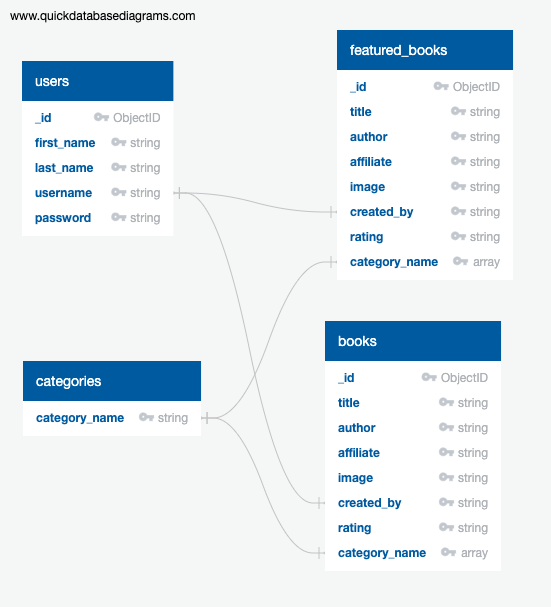 www.quickdatabasediagrams.com
users
_id ObjectID
first_name string
last_name string
username string
password string
featured_books
_id ObjectID
title string
author string
affiliate string
image string
created_by string
rating string
category_name array
categories
category_name string
books
_id ObjectID
title string
author string
affiliate string
image string
created_by string
rating string
category_name array